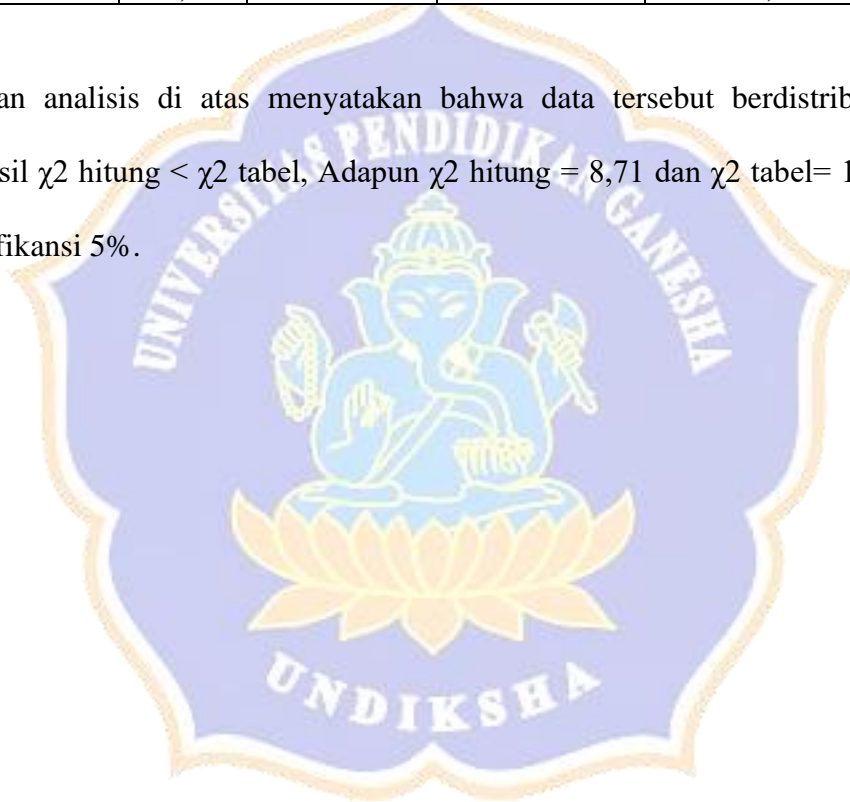 an analisis di atas menyatakan bahwa data tersebut berdistrib
sil χ2 hitung < χ2 tabel, Adapun χ2 hitung = 8,71 dan χ2 tabel= 1
fikansi 5%.
UNIVERSITAS PENDIDIKAN GANESHA
UNDIKSHA